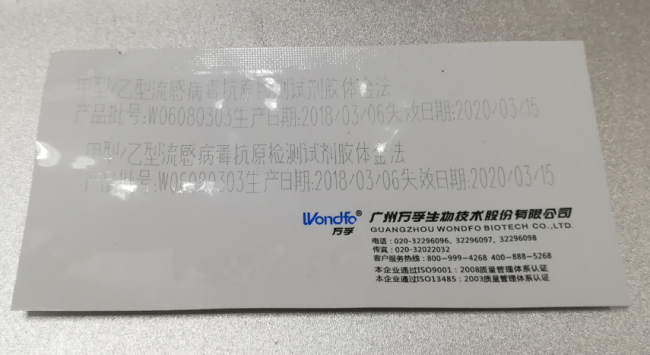 甲型/乙型流感病毒抗原检测试剂胶体金法
产品批号:W06080303生产日期:2018/03/06失效日期:2020/03/15
甲型/乙型流感病毒抗原检测试剂胶体金法
产品批号:W06080303生产日期:2018/03/06失效日期:2020/03/15
Wondfo®
万孚
广州万孚生物技术股份有限公司
GUANGZHOU WONDFO BIOTECH CO.,LTD.
电话：020-32296096, 32296097, 32296098
传真：020-32022032
客户服务热线：800-999-4268 400-888-5268
本企业通过ISO9001：2008质量管理体系认证
本企业通过ISO13485：2003质量管理体系认证